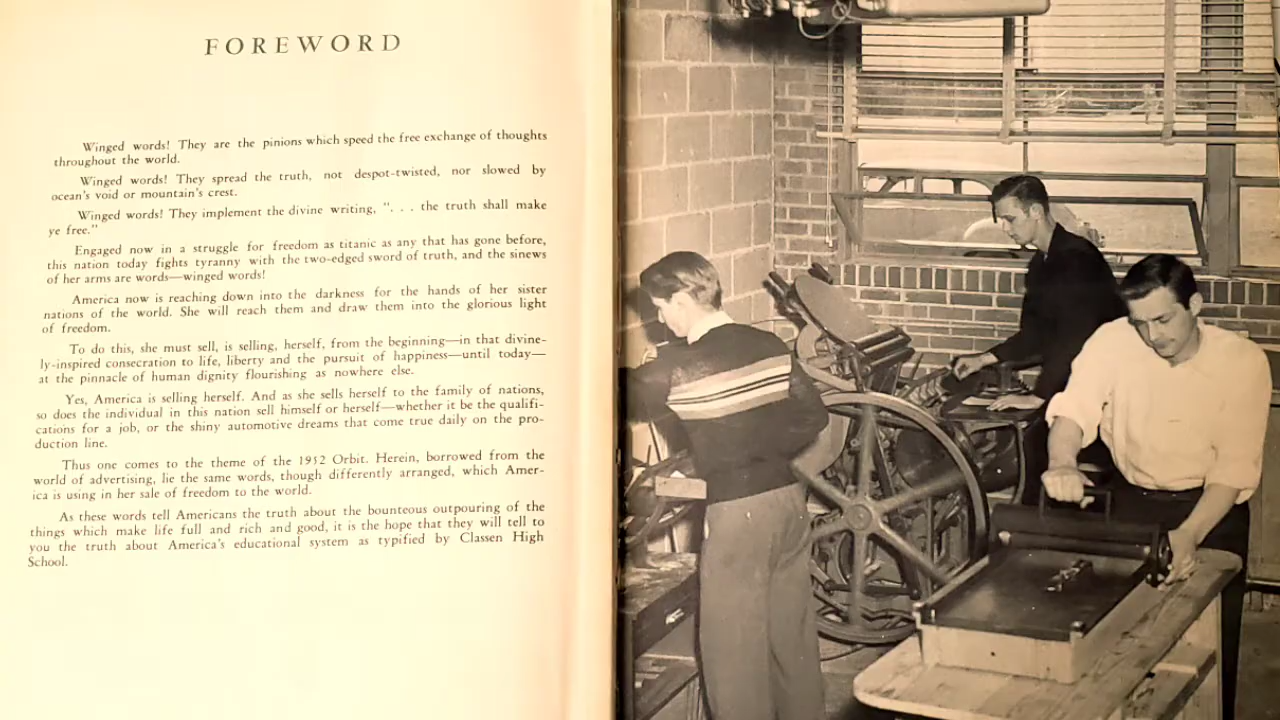 FOREWORD
Winged words! They are the pinions which speed the free exchange of thoughts
throughout the world.
Winged words! They spread the truth, not despot-twisted, nor slowed by
ocean's void or mountain's crest.
Winged words! They implement the divine writing, ". . . the truth shall make
ye free."
Engaged now in a struggle for freedom as titanic as any that has gone before,
this nation today fights tyranny with the two-edged sword of truth, and the sinews
of her arms are words—winged words!
America now is reaching down into the darkness for the hands of her sister
nations of the world. She will reach them and draw them into the glorious light
of freedom.
To do this, she must sell, is selling, herself, from the beginning—in that divine-
ly-inspired consecration to life, liberty and the pursuit of happiness—until today—
at the pinnacle of human dignity flourishing as nowhere else.
Yes, America is selling herself. And as she sells herself to the family of nations,
so does the individual in this nation sell himself or herself—whether it be the qualifi-
cations for a job, or the shiny automotive dreams that come true daily on the pro-
duction line.
Thus one comes to the theme of the 1952 Orbit. Herein, borrowed from the
world of advertising, lie the same words, though differently arranged, which Amer-
ica is using in her sale of freedom to the world.
As these words tell Americans the truth about the bounteous outpouring of the
things which make life full and rich and good, it is the hope that they will tell to
you the truth about America's educational system as typified by Classen High
School.